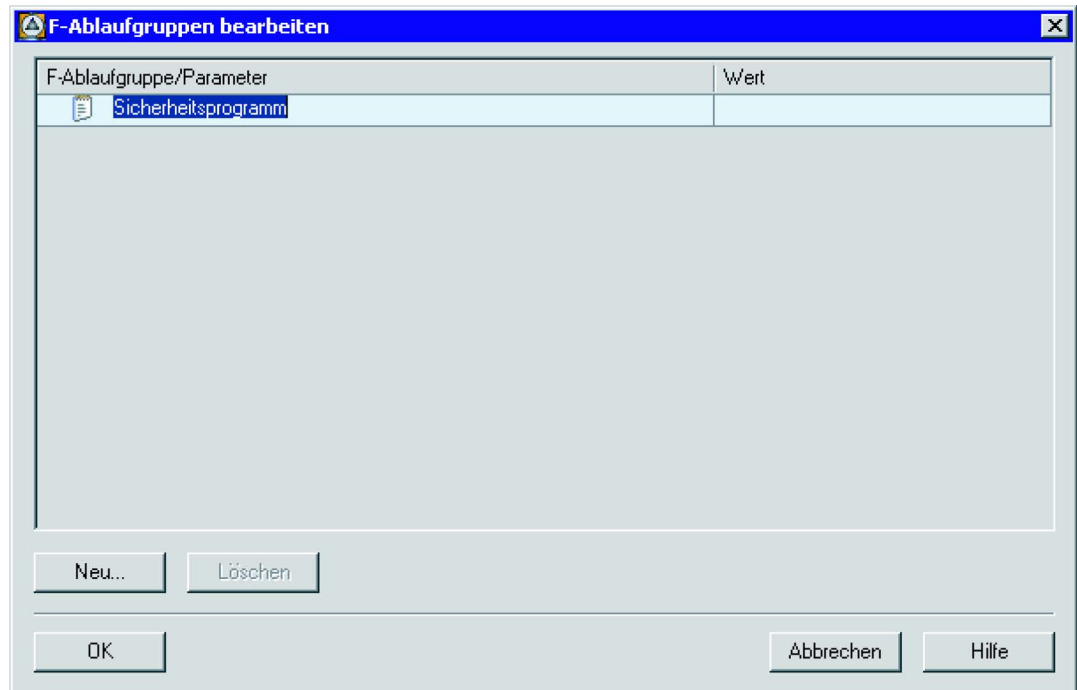 F-Ablaufgruppen bearbeiten
F-Ablaufgruppe/Parameter Wert
Sicherheitsprogramm
Neu... Löschen
OK Abbrechen Hilfe